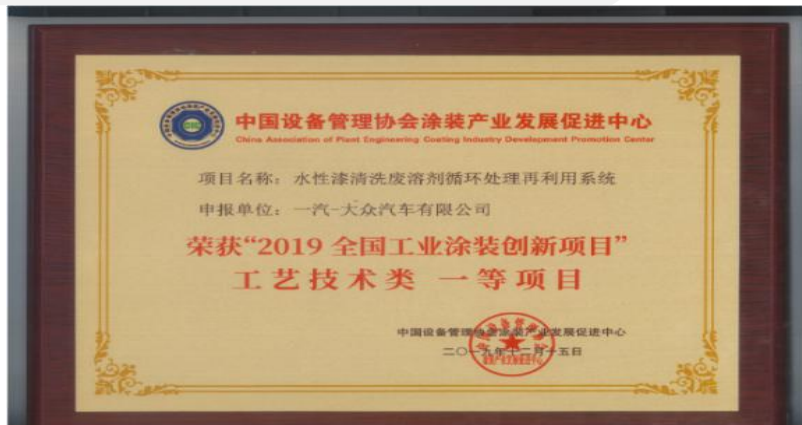 中国设备管理协会涂装产业发展促进中心
China Association of Plant Engineering Coating Industry Development Promotion Center
项目名称：水性漆清洗废溶剂循环处理再利用系统
申报单位：一汽-大众汽车有限公司
荣获“2019 全国工业涂装创新项目”
工艺技术类 一等项目
中国设备管理协会涂装产业发展促进中心
二〇一九年十二月十五日